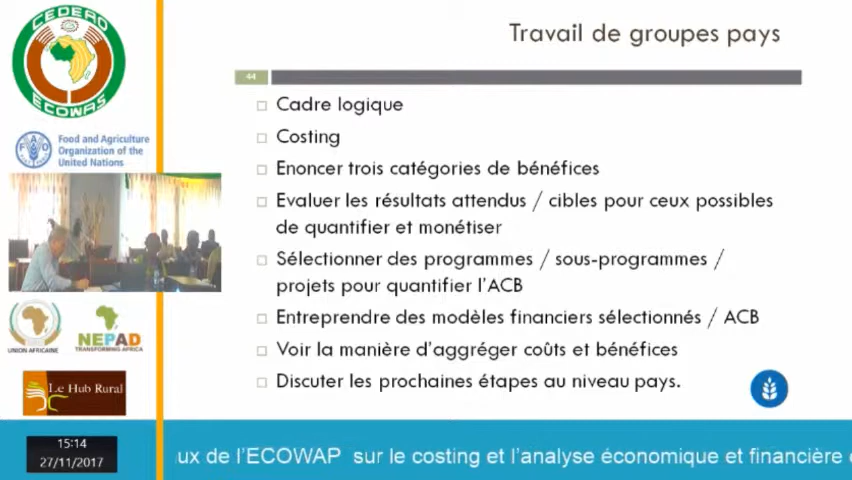 Travail de groupes pays
44
Cadre logique
Costing
Enoncer trois catégories de bénéfices
Evaluer les résultats attendus / cibles pour ceux possibles
de quantifier et monétiser
Sélectionner des programmes / sous-programmes /
projets pour quantifier l'ACB
Entreprendre des modèles financiers sélectionnés / ACB
Voir la manière d'aggréger coûts et bénéfices
Discuter les prochaines étapes au niveau pays.
CEDEAO
ECOWAS
FAO
Food and Agriculture
Organization of the
United Nations
UNION AFRICAINE
NEPAD
TRANSFORMING AFRICA
Le Hub Rural
15:14
27/11/2017
ux de l'ECOWAP sur le costing et l'analyse économique et financière